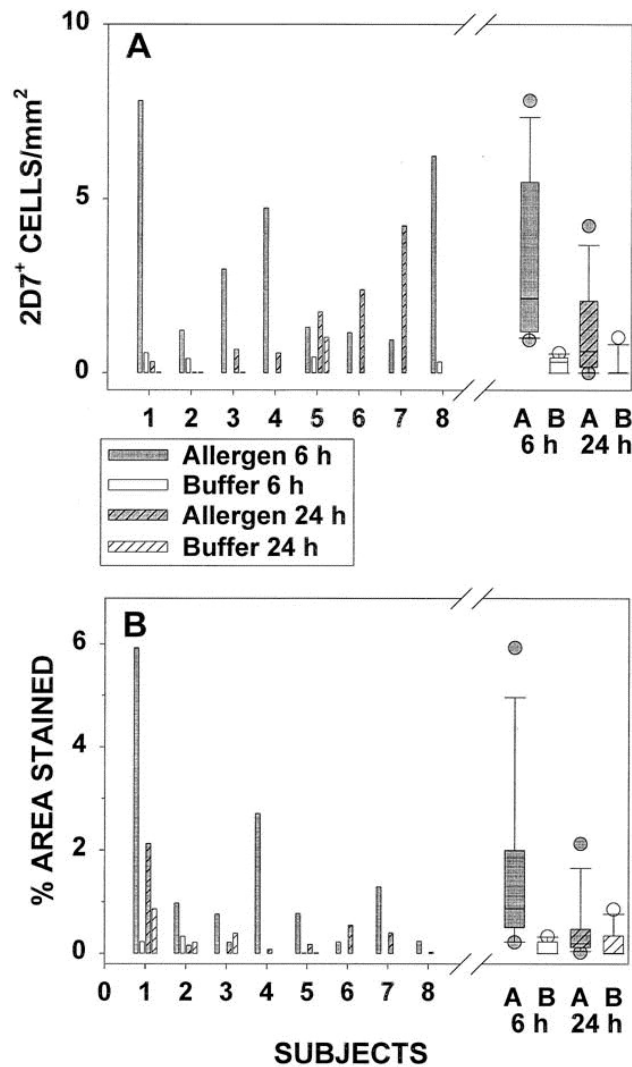 10
A
2D7⁺ CELLS/mm²
5
0
1 2 3 4 5 6 7 8
A B A B
6 h 24 h
Allergen 6 h
Buffer 6 h
Allergen 24 h
Buffer 24 h
B
6
% AREA STAINED
4
2
0
0 1 2 3 4 5 6 7 8
A B A B
6 h 24 h
SUBJECTS